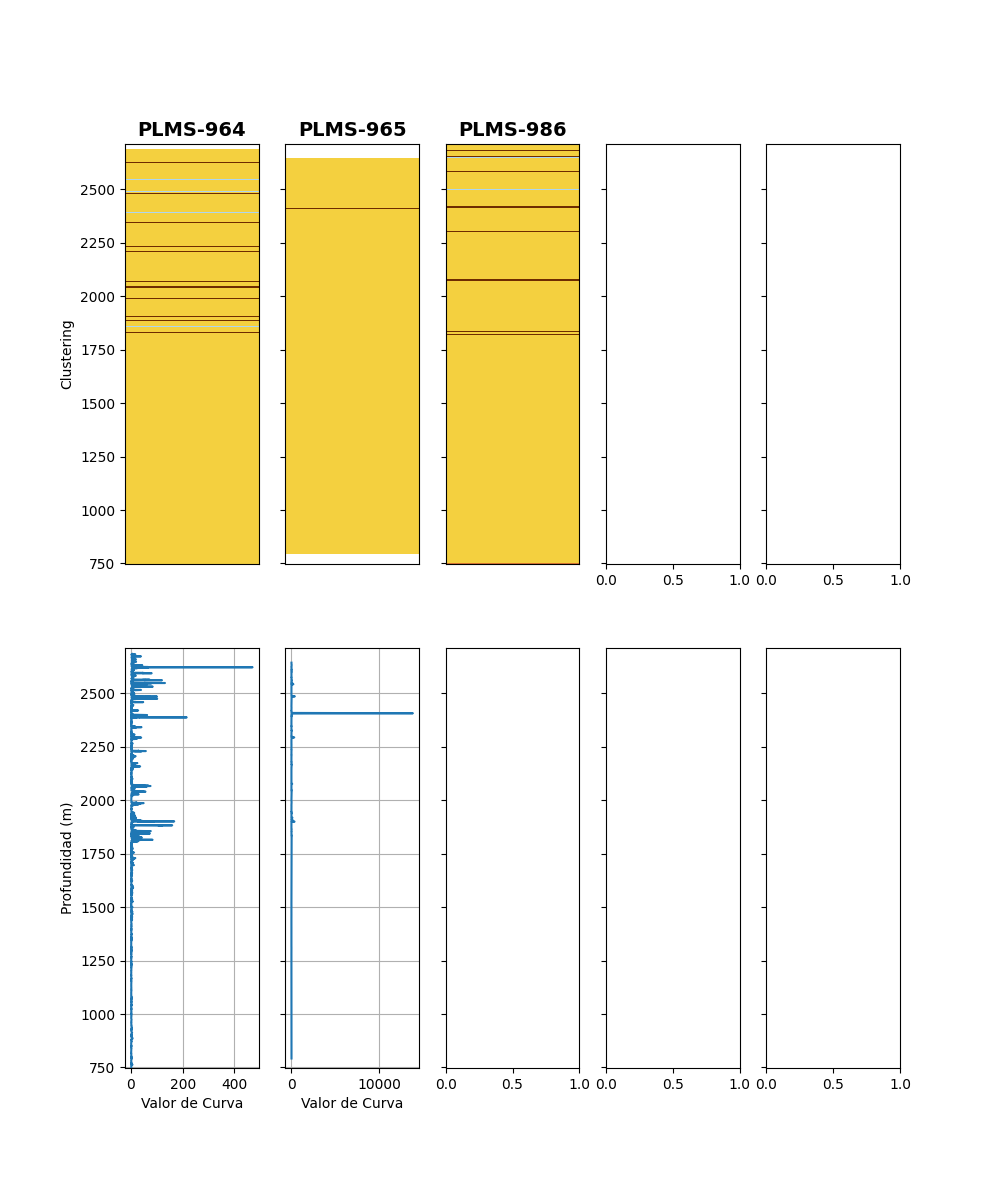 PLMS-964 PLMS-965 PLMS-986
2500
2250
2000
1750
1500
1250
1000
750
Clustering
0.0 0.5 1.0 0.0 0.5 1.0
2500
2250
2000
1750
1500
1250
1000
750
Profundidad (m)
0 200 400 0 10000 0.0 0.5 1.0 0.0 0.5 1.0 0.0 0.5 1.0
Valor de Curva Valor de Curva